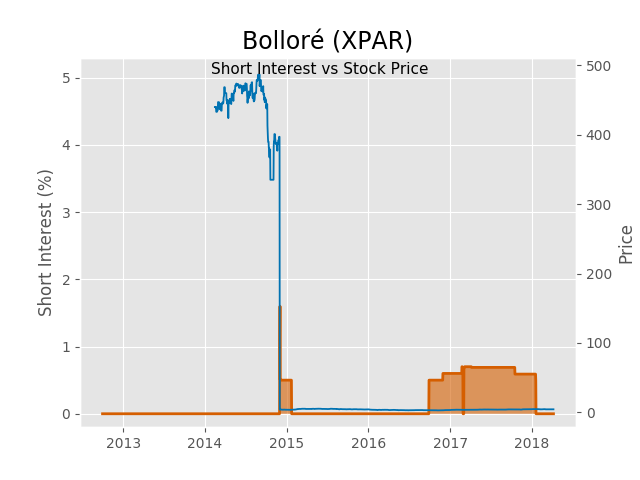 Bolloré (XPAR)
Short Interest vs Stock Price
Short Interest (%)
5
4
3
2
1
0
500
400
300
200
100
0
Price
2013 2014 2015 2016 2017 2018